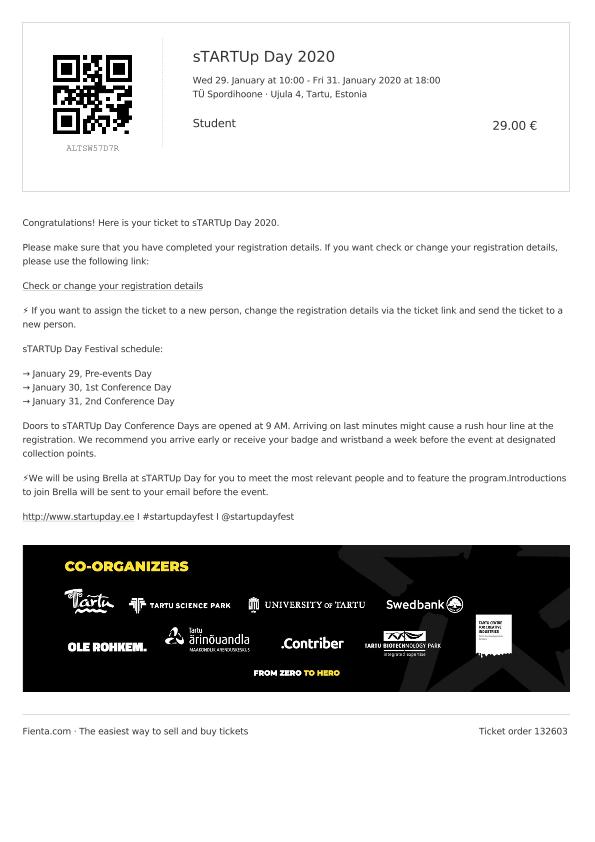 sTARTUp Day 2020
Wed 29. January at 10:00 - Fri 31. January 2020 at 18:00
TÜ Spordihoone · Ujula 4, Tartu, Estonia
Student
29.00 €
ALTSW57D7R
Congratulations! Here is your ticket to sTARTUp Day 2020.
Please make sure that you have completed your registration details. If you want check or change your registration details,
please use the following link:
Check or change your registration details
⚡ If you want to assign the ticket to a new person, change the registration details via the ticket link and send the ticket to a
new person.
sTARTUp Day Festival schedule:
→ January 29, Pre-events Day
→ January 30, 1st Conference Day
→ January 31, 2nd Conference Day
Doors to sTARTUp Day Conference Days are opened at 9 AM. Arriving on last minutes might cause a rush hour line at the
registration. We recommend you arrive early or receive your badge and wristband a week before the event at designated
collection points.
⚡We will be using Brella at sTARTUp Day for you to meet the most relevant people and to feature the program.Introductions
to join Brella will be sent to your email before the event.
http://www.startupday.ee I #startupdayfest I @startupdayfest
CO-ORGANIZERS
Tartu
TARTU SCIENCE PARK
UNIVERSITY OF TARTU
Swedbank
OLE ROHKEM.
Tartu
ärinõuandla
MAAKONDLIK ARENDUSKESKUS
.Contriber
TARTU BIOTECHNOLOGY PARK
integrated expertise
TARTU CENTRE
FOR CREATIVE
INDUSTRIES
FROM ZERO TO HERO
Fienta.com · The easiest way to sell and buy tickets
Ticket order 132603